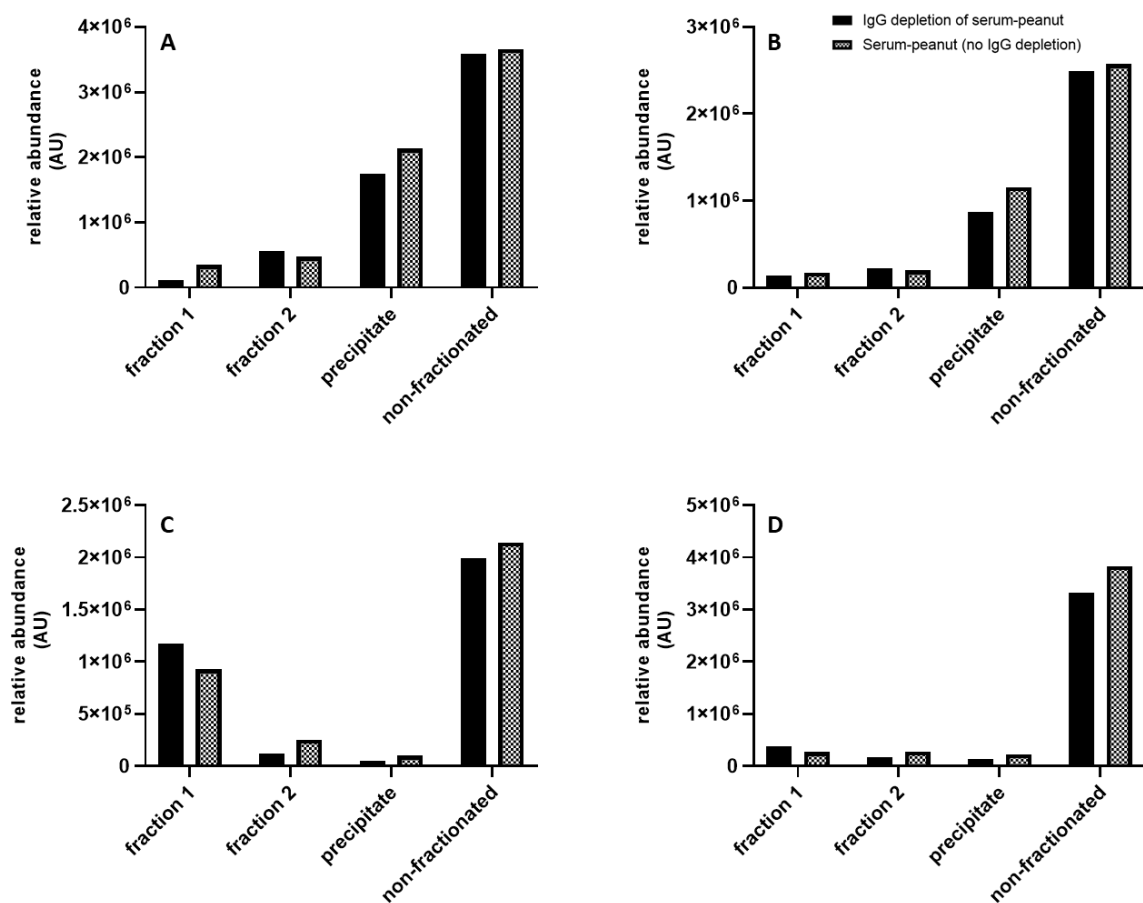 A
relative abundance
(AU)
4×10⁶
3×10⁶
2×10⁶
1×10⁶
0
fraction 1
fraction 2
precipitate
non-fractionated
B
IgG depletion of serum-peanut
Serum-peanut (no IgG depletion)
relative abundance
(AU)
3×10⁶
2×10⁶
1×10⁶
0
fraction 1
fraction 2
precipitate
non-fractionated
C
relative abundance
(AU)
2.5×10⁶
2×10⁶
1.5×10⁶
1×10⁶
5×10⁵
0
fraction 1
fraction 2
precipitate
non-fractionated
D
relative abundance
(AU)
5×10⁶
4×10⁶
3×10⁶
2×10⁶
1×10⁶
0
fraction 1
fraction 2
precipitate
non-fractionated